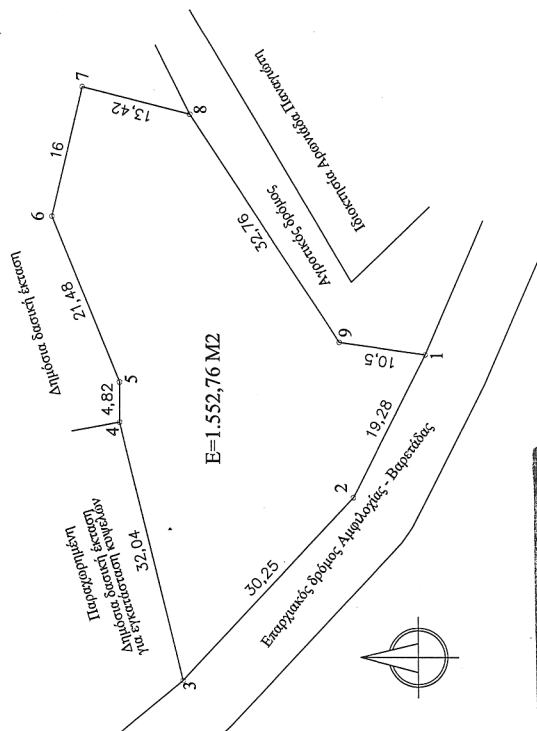 7
6
16
13,42
8
Δημόσια δασική έκταση
21,48
Ιδιοκτησία Αρωνιάδα Παναγιώτη
Αγροτικός δρόμος
32,76
5
4,82
4
Παραχωρημένη
Δημόσια δασική έκταση
για εγκατάσταση κυψελών
32,04
E=1.552,76 M2
9
10,5
1
19,28
2
30,25
3
Επαρχιακός δρόμος Αμφιλοχίας - Βαρετάδας